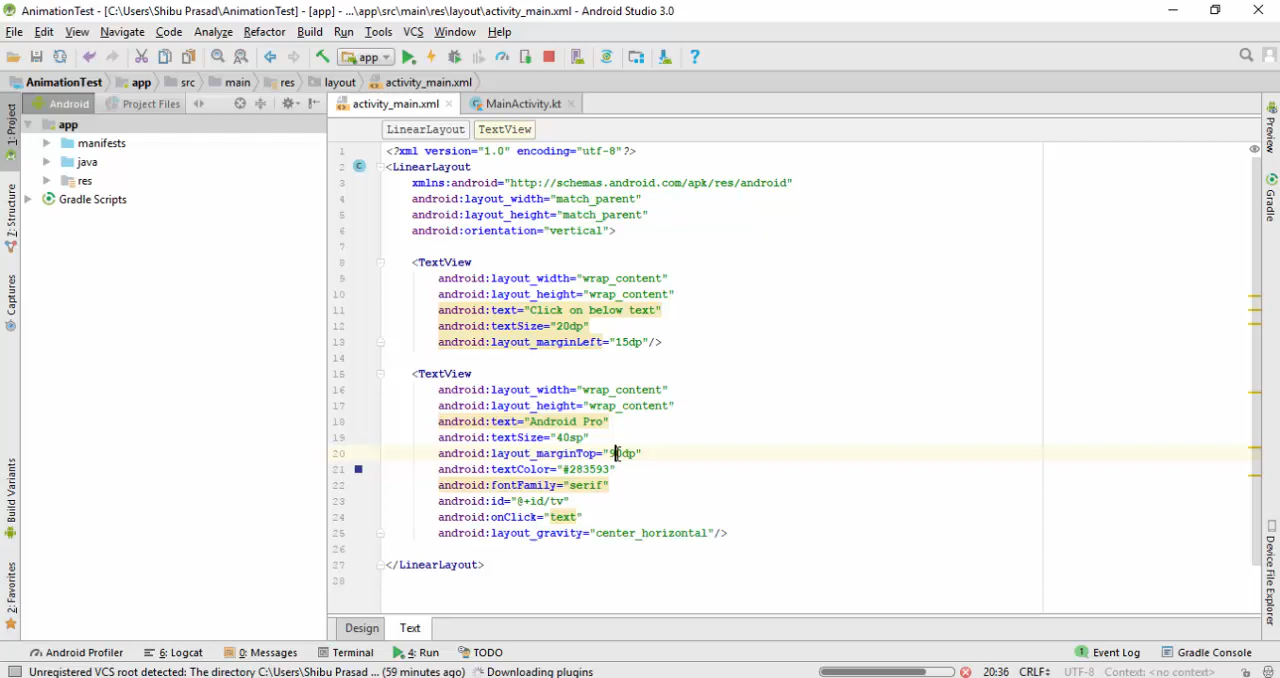 AnimationTest - [C:\Users\Shibu Prasad\AnimationTest] - [app] - ...\app\src\main\res\layout\activity_main.xml - Android Studio 3.0
File Edit View Navigate Code Analyze Refactor Build Run Tools VCS Window Help
app
AnimationTest app src main res layout activity_main.xml
Android Project Files activity_main.xml MainActivity.kt
LinearLayout TextView
app
manifests
java
res
Gradle Scripts
1: Project
7: Structure
Captures
Build Variants
2: Favorites
1 <?xml version="1.0" encoding="utf-8"?>
2 <LinearLayout
3 xmlns:android="http://schemas.android.com/apk/res/android"
4 android:layout_width="match_parent"
5 android:layout_height="match_parent"
6 android:orientation="vertical">
7
8 <TextView
9 android:layout_width="wrap_content"
10 android:layout_height="wrap_content"
11 android:text="Click on below text"
12 android:textSize="20dp"
13 android:layout_marginLeft="15dp"/>
14
15 <TextView
16 android:layout_width="wrap_content"
17 android:layout_height="wrap_content"
18 android:text="Android Pro"
19 android:textSize="40sp"
20 android:layout_marginTop="90dp"
21 android:textColor="#283593"
22 android:fontFamily="serif"
23 android:id="@+id/tv"
24 android:onClick="text"
25 android:layout_gravity="center_horizontal"/>
26
27 </LinearLayout>
28
Preview
Gradle
Device File Explorer
Design Text
Android Profiler 6: Logcat 0: Messages Terminal 4: Run TODO 1 Event Log Gradle Console
Unregistered VCS root detected: The directory C:\Users\Shibu Prasad ... (59 minutes ago) Downloading plugins 20:36 CRLF÷ UTF-8 Context: <no context>